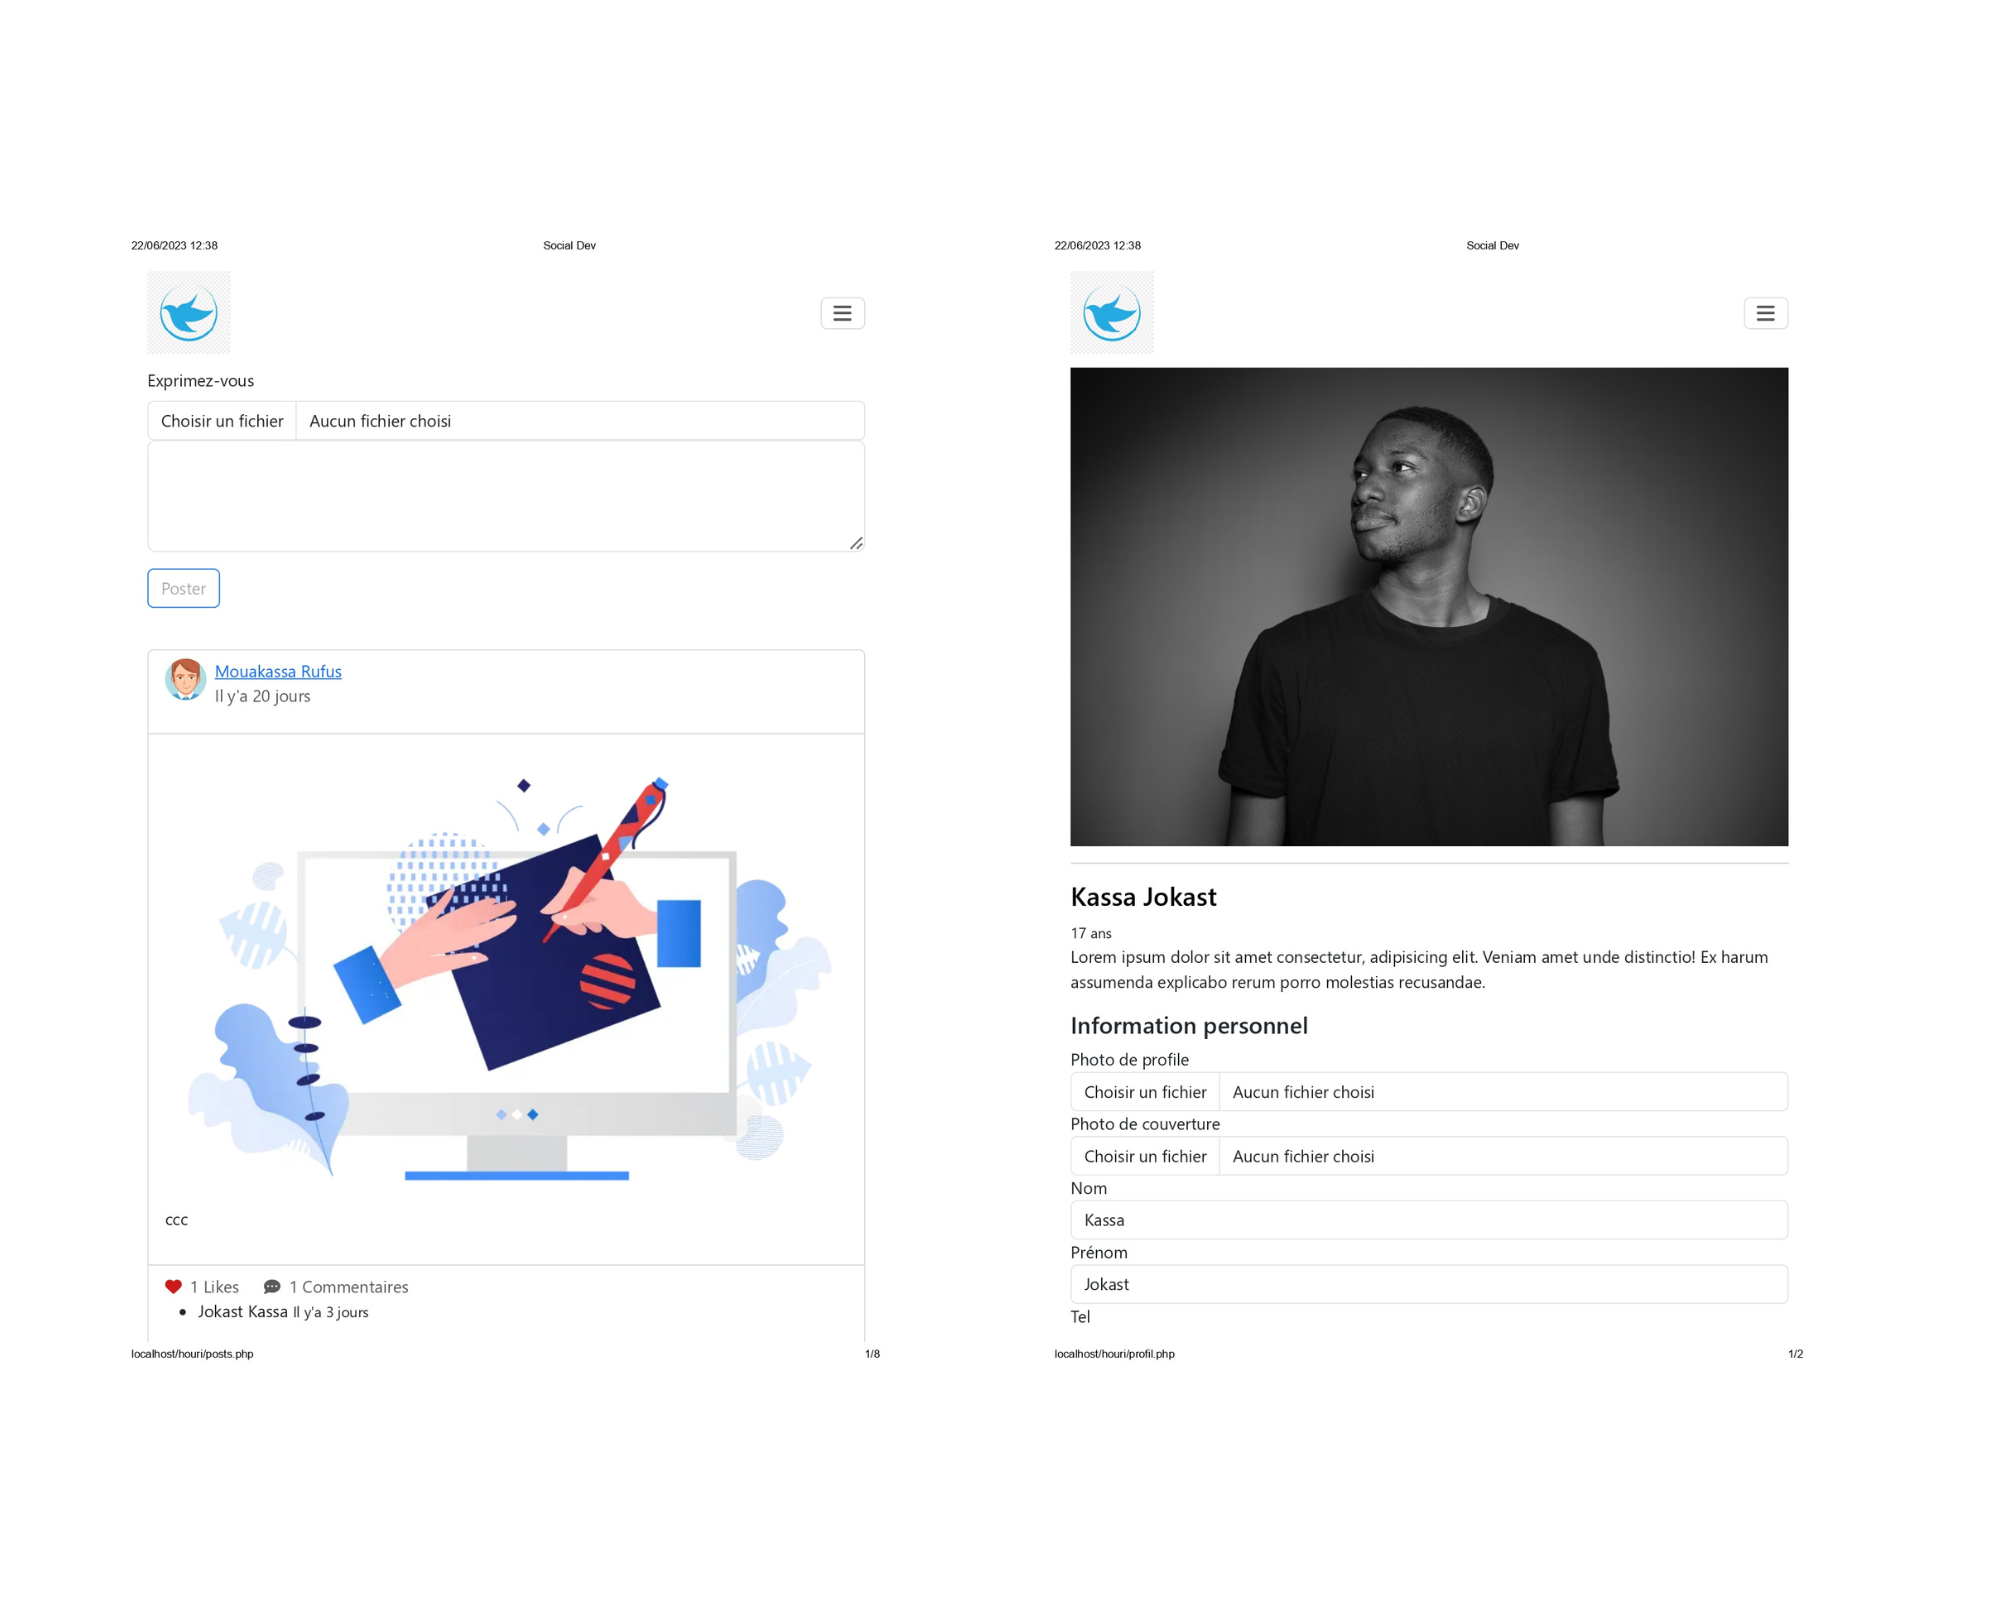 22/06/2023 12:38
Social Dev
Exprimez-vous
Choisir un fichier
Aucun fichier choisi
Poster
Mouakassa Rufus
Il y'a 20 jours
ccc
1 Likes
1 Commentaires
Jokast Kassa Il y'a 3 jours
localhost/houri/posts.php
1/8
22/06/2023 12:38
Social Dev
Kassa Jokast
17 ans
Lorem ipsum dolor sit amet consectetur, adipisicing elit. Veniam amet unde distinctio! Ex harum
assumenda explicabo rerum porro molestias recusandae.
Information personnel
Photo de profile
Choisir un fichier
Aucun fichier choisi
Photo de couverture
Choisir un fichier
Aucun fichier choisi
Nom
Kassa
Prénom
Jokast
Tel
localhost/houri/profil.php
1/2